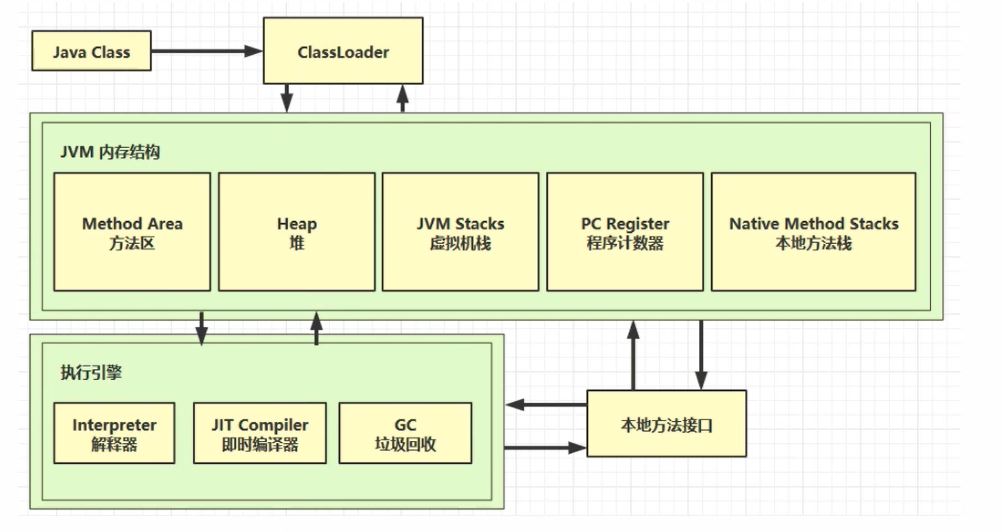 Java Class
ClassLoader
JVM 内存结构
Method Area
方法区
Heap
堆
JVM Stacks
虚拟机栈
PC Register
程序计数器
Native Method Stacks
本地方法栈
执行引擎
Interpreter
解释器
JIT Compiler
即时编译器
GC
垃圾回收
本地方法接口